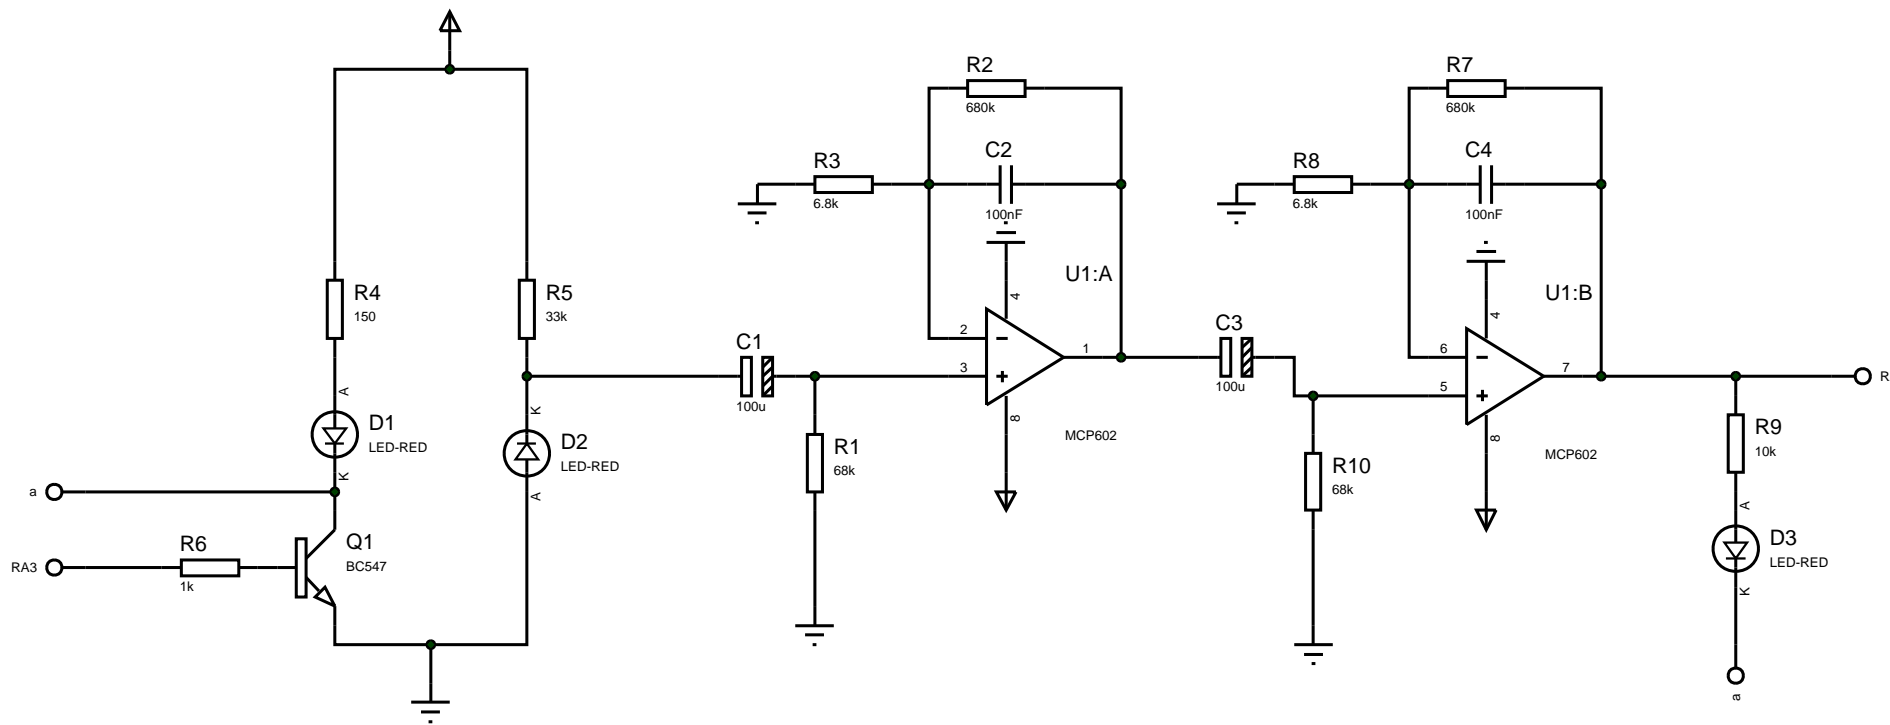 R2
680k
R7
680k
R3
6.8k
C2
100nF
R8
6.8k
C4
100nF
U1:A
4
R4
150
R5
33k
U1:B
4
C1
100u
2
3
1
8
MCP602
C3
100u
6
5
7
8
MCP602
R
A
D1
LED-RED
K
K
D2
LED-RED
A
R1
68k
R10
68k
R9
10k
a
RA3
R6
1k
Q1
BC547
A
D3
LED-RED
K
a